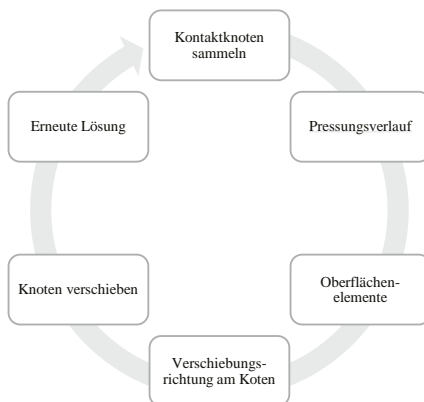 Kontaktknoten
sammeln
Pressungsverlauf
Oberflächen-
elemente
Verschiebungs-
richtung am Koten
Knoten verschieben
Erneute Lösung